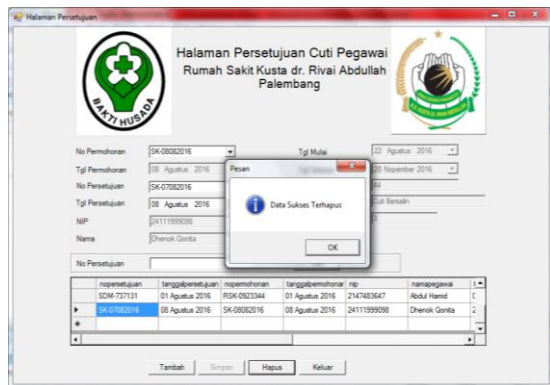 Halaman Persetujuan
Halaman Persetujuan Cuti Pegawai
Rumah Sakit Kusta dr. Rivai Abdullah
Palembang
BAKTI HUSADA
No Permohonan SK-08082016 Tgl Mulai 22 Agustus 2016
Tgl Permohonan 08 Agustus 2016 28 Nopember 2016
No Persetujuan SK-07082016 44
Tgl Persetujuan 08 Agustus 2016 Cuti Bersalin
NIP 24111999098
Nama Dhenok Qonita
Pesan
Data Sukses Terhapus
OK
No Persetujuan
nopersetujuan tanggalpersetujuan nopermohonan tanggalpermohonan nip namapegawai
SDM-737131 01 Agustus 2016 RSK-0923344 01 Agustus 2016 2147483647 Abdul Hamid
SK-07082016 08 Agustus 2016 SK-08082016 08 Agustus 2016 24111999098 Dhenok Qonita
Tambah Simpan Hapus Keluar